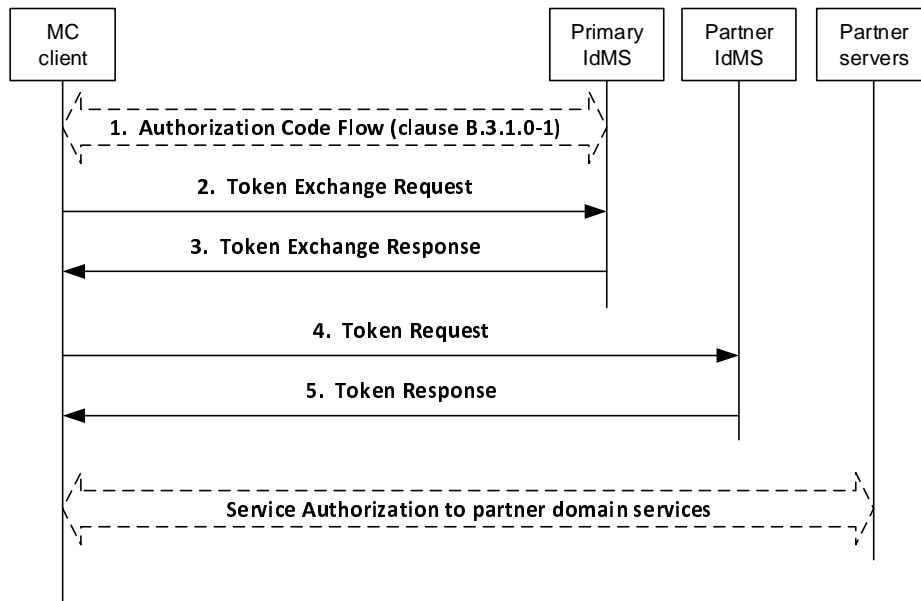 MC
client
Primary
IdMS
Partner
IdMS
Partner
servers
1. Authorization Code Flow (clause B.3.1.0-1)
2. Token Exchange Request
3. Token Exchange Response
4. Token Request
5. Token Response
Service Authorization to partner domain services